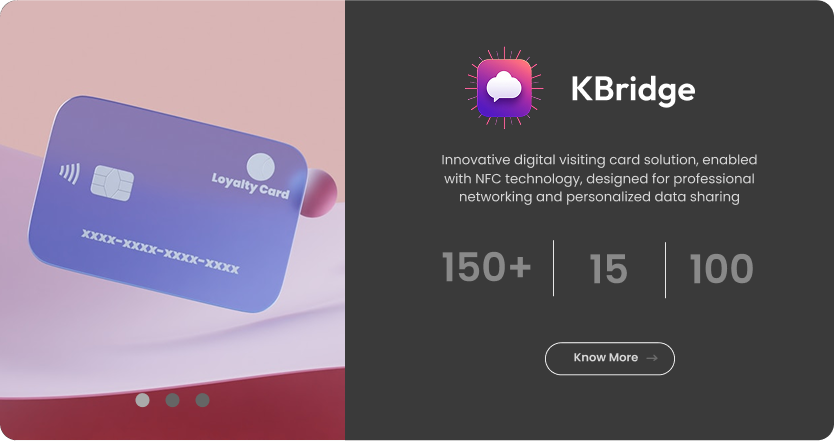 Loyalty Card
xxxx-xxxx-xxxx-xxxx
KBridge
Innovative digital visiting card solution, enabled
with NFC technology, designed for professional
networking and personalized data sharing
150+
15
100
Know More →